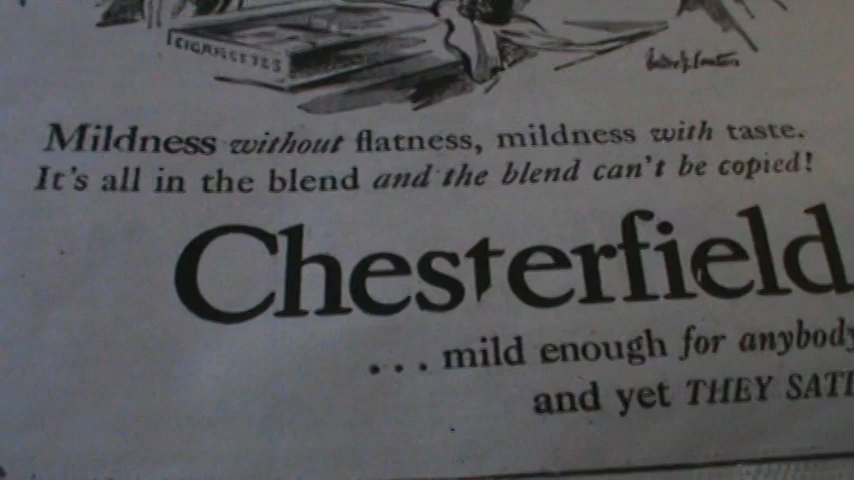 CIGARETTES
Mildness without flatness, mildness with taste.
It's all in the blend and the blend can't be copied!
Chesterfield
... mild enough for anybody
and yet THEY SATI